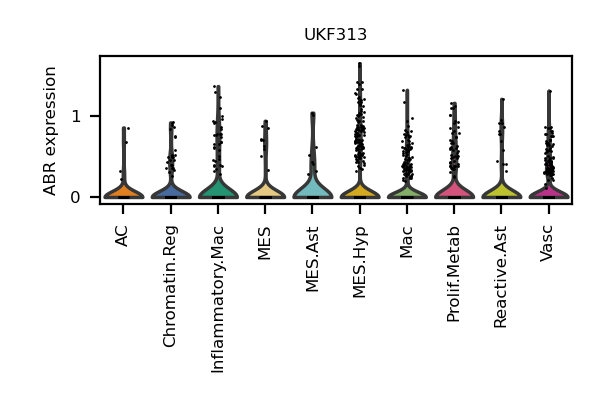 UKF313
ABR expression
1
0
AC
Chromatin.Reg
Inflammatory.Mac
MES
MES.Ast
MES.Hyp
Mac
Prolif.Metab
Reactive.Ast
Vasc